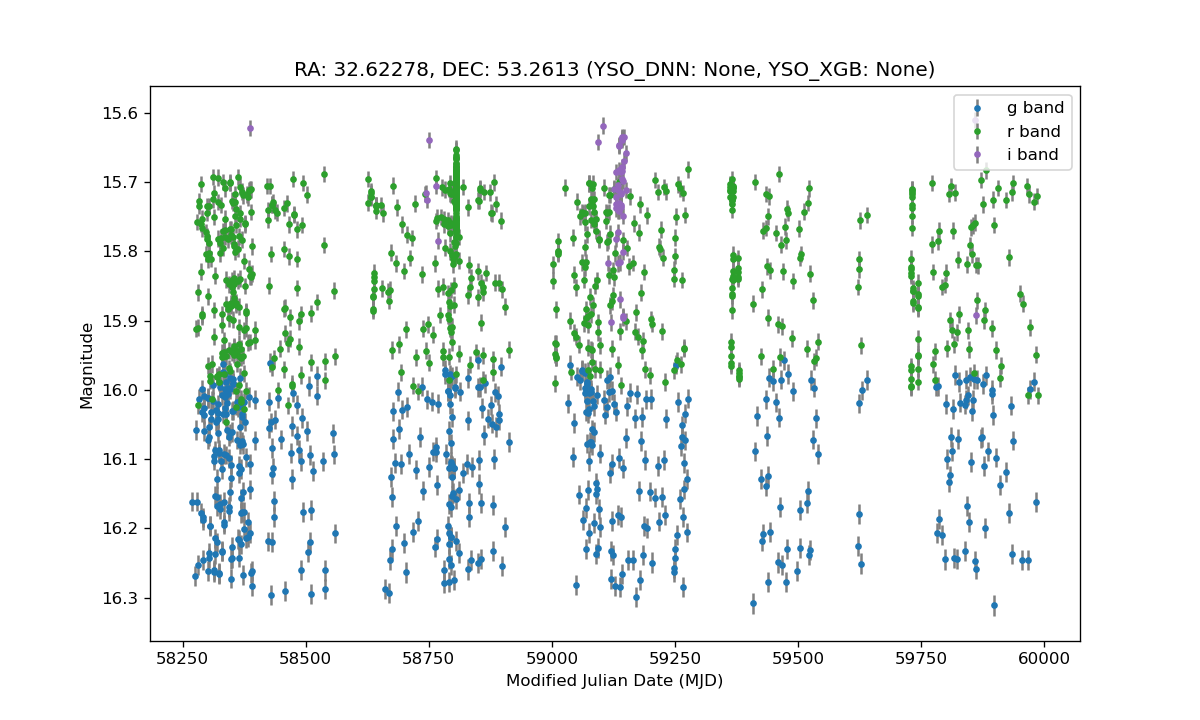 RA: 32.62278, DEC: 53.2613 (YSO_DNN: None, YSO_XGB: None)
g band
r band
i band
15.6
15.7
15.8
15.9
16.0
16.1
16.2
16.3
Magnitude
58250
58500
58750
59000
59250
59500
59750
60000
Modified Julian Date (MJD)